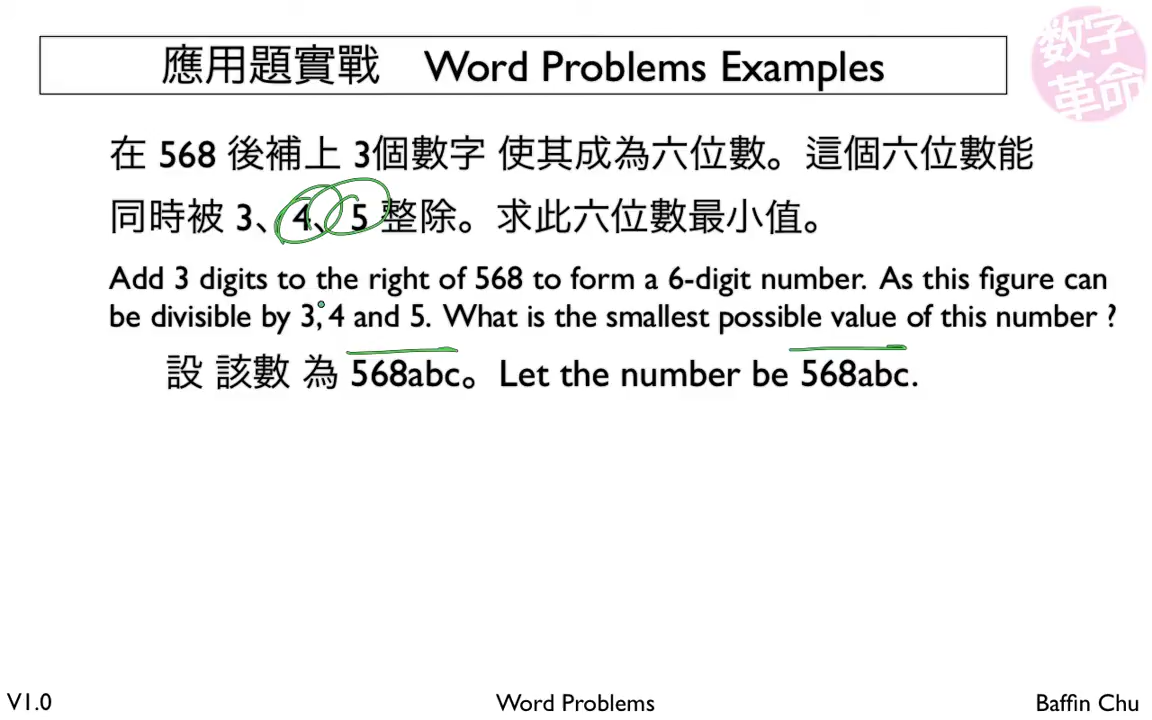 應用題實戰 Word Problems Examples
数字
革命
在 568 後補上 3個數字 使其成為六位數。這個六位數能
同時被 3、4、5 整除。求此六位數最小值。
Add 3 digits to the right of 568 to form a 6-digit number. As this figure can
be divisible by 3, 4 and 5. What is the smallest possible value of this number ?
設 該數 為 568abc。Let the number be 568abc.
V1.0 Word Problems Baffin Chu